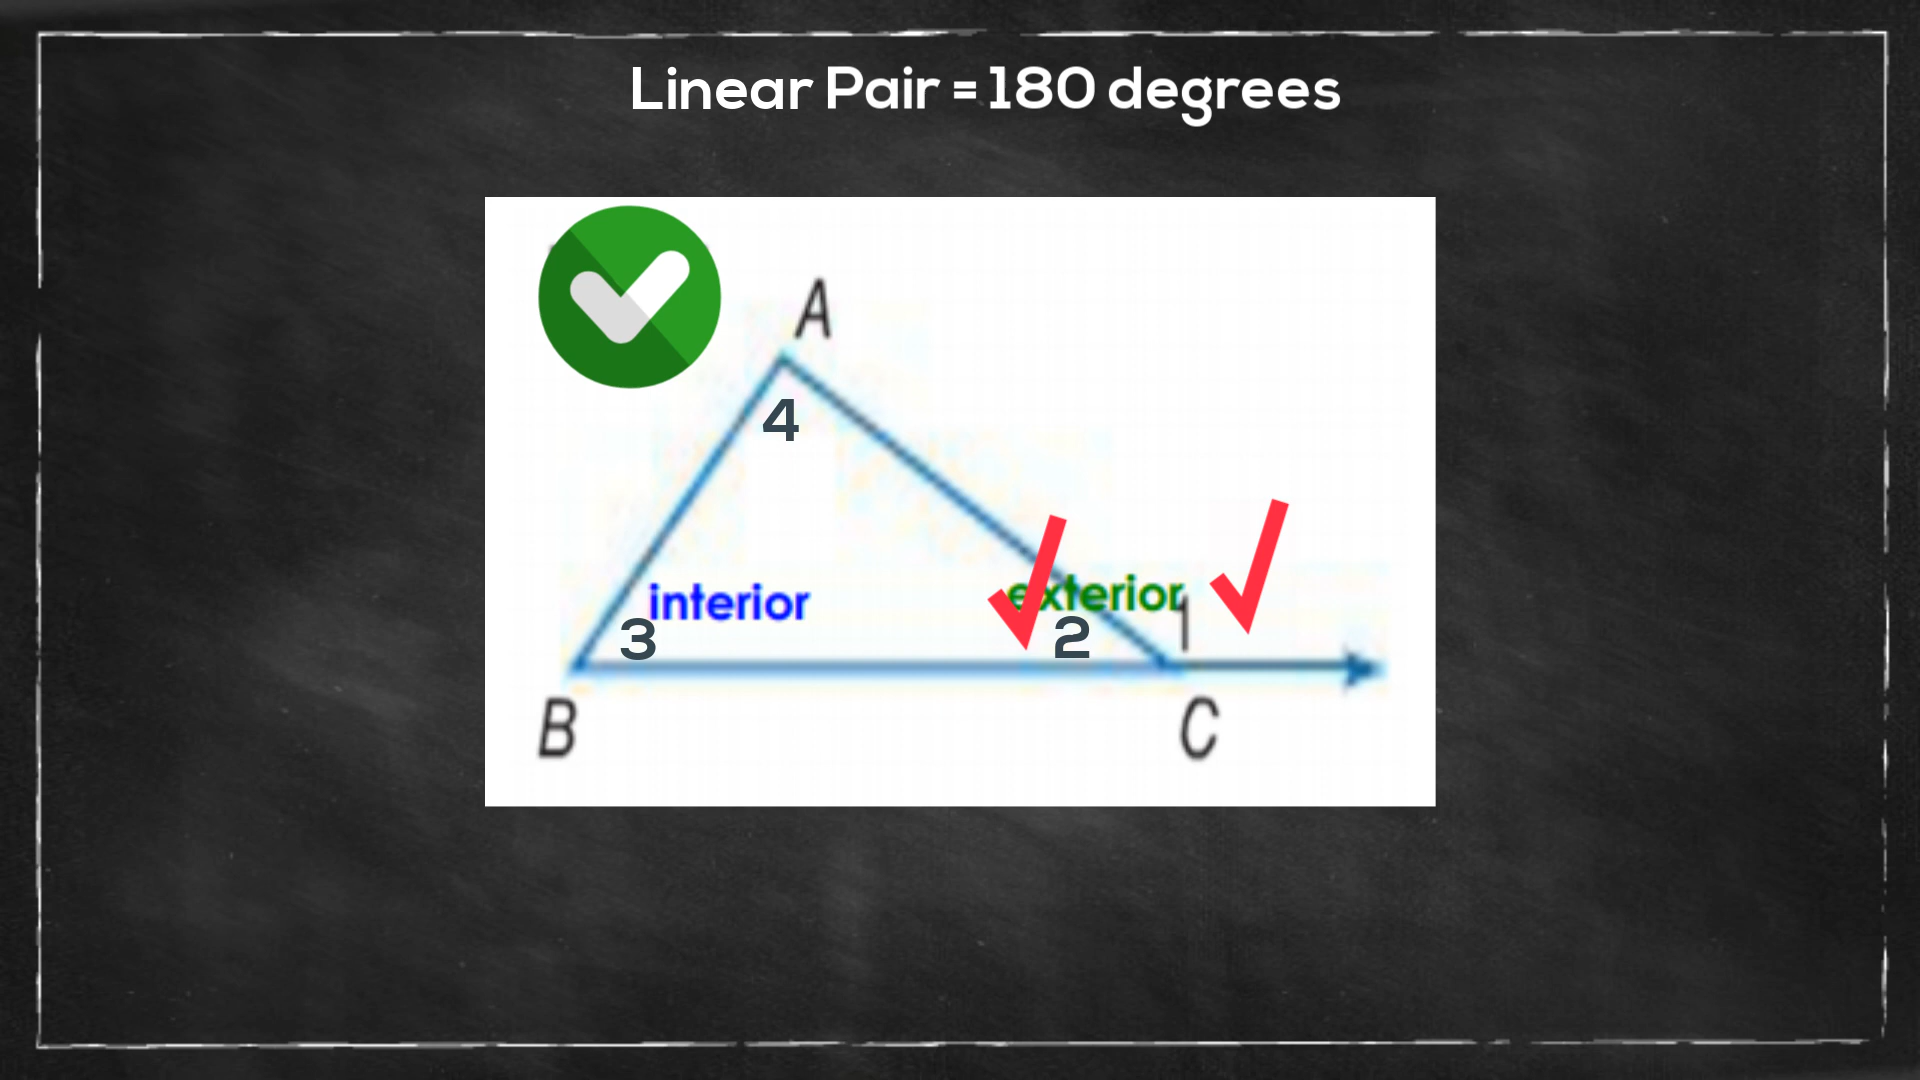 Linear Pair = 180 degrees
A
4
interior
exterior
1
3
2
B
C